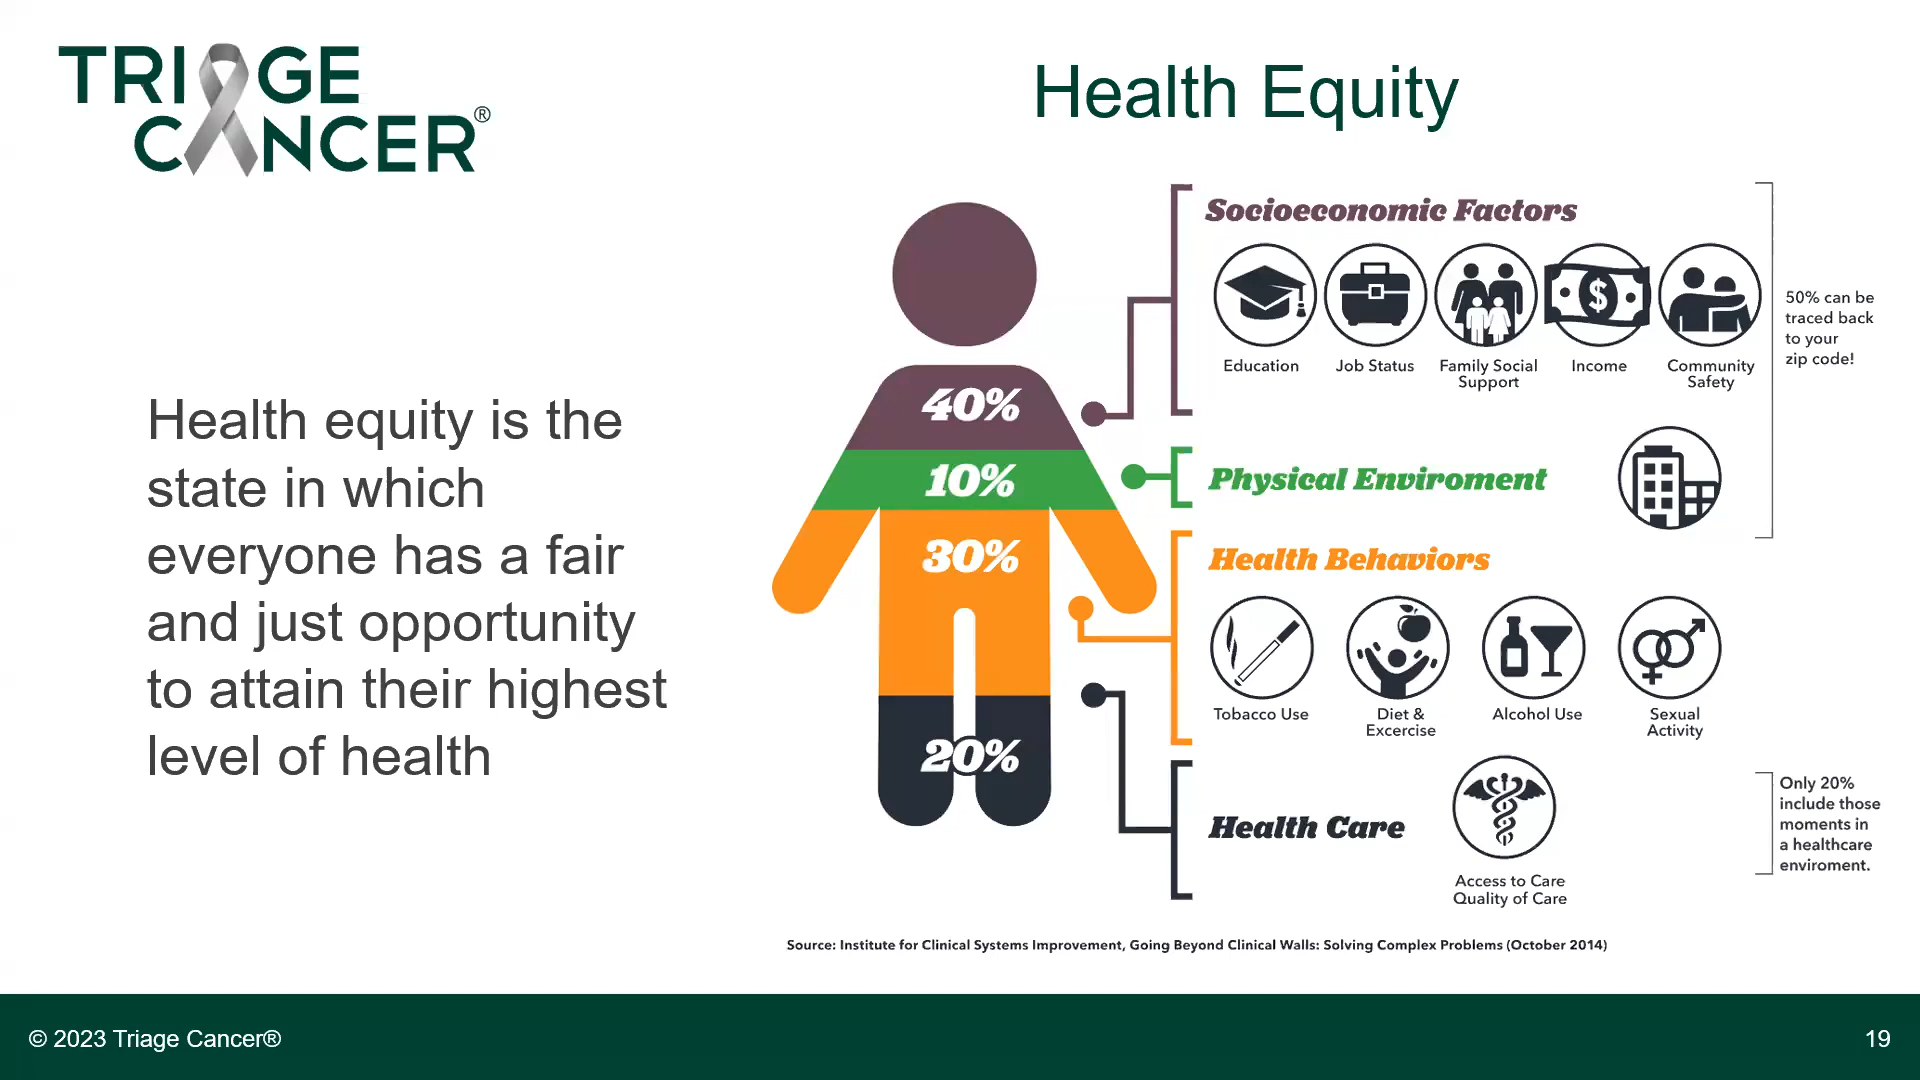 TRIAGE
CANCER®
Health Equity
Health equity is the
state in which
everyone has a fair
and just opportunity
to attain their highest
level of health
40%
10%
30%
20%
Socioeconomic Factors
Education
Job Status
Family Social
Support
Income
Community
Safety
50% can be
traced back
to your
zip code!
Physical Enviroment
Health Behaviors
Tobacco Use
Diet &
Excercise
Alcohol Use
Sexual
Activity
Health Care
Access to Care
Quality of Care
Only 20%
include those
moments in
a healthcare
enviroment.
Source: Institute for Clinical Systems Improvement, Going Beyond Clinical Walls: Solving Complex Problems (October 2014)
© 2023 Triage Cancer®
19